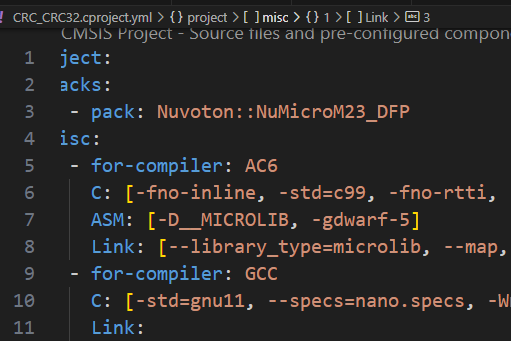 CRC_CRC32.cproject.yml > {} project > [ ] misc > {} 1 > [ ] Link > abc 3
CMSIS Project - Source files and pre-configured compone
1 ject:
2 acks:
3 - pack: Nuvoton::NuMicroM23_DFP
4 isc:
5 - for-compiler: AC6
6 C: [-fno-inline, -std=c99, -fno-rtti,
7 ASM: [-D__MICROLIB, -gdwarf-5]
8 Link: [--library_type=microlib, --map,
9 - for-compiler: GCC
10 C: [-std=gnu11, --specs=nano.specs, -W
11 Link: